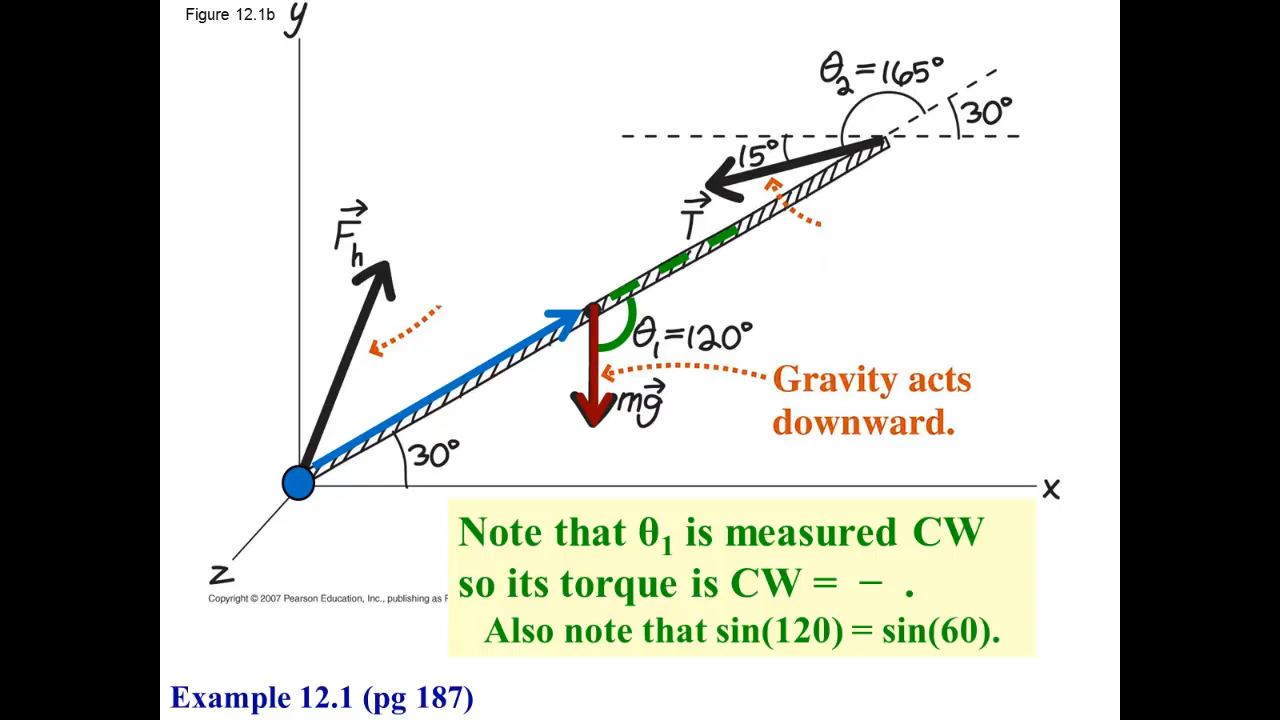 Figure 12.1b
y
θ₂ = 165°
30°
15°
T
F_h
θ₁ = 120°
Gravity acts
downward.
mg
30°
x
z
Note that θ₁ is measured CW
so its torque is CW = − .
Also note that sin(120) = sin(60).
Copyright © 2007 Pearson Education, Inc., publishing as
Example 12.1 (pg 187)